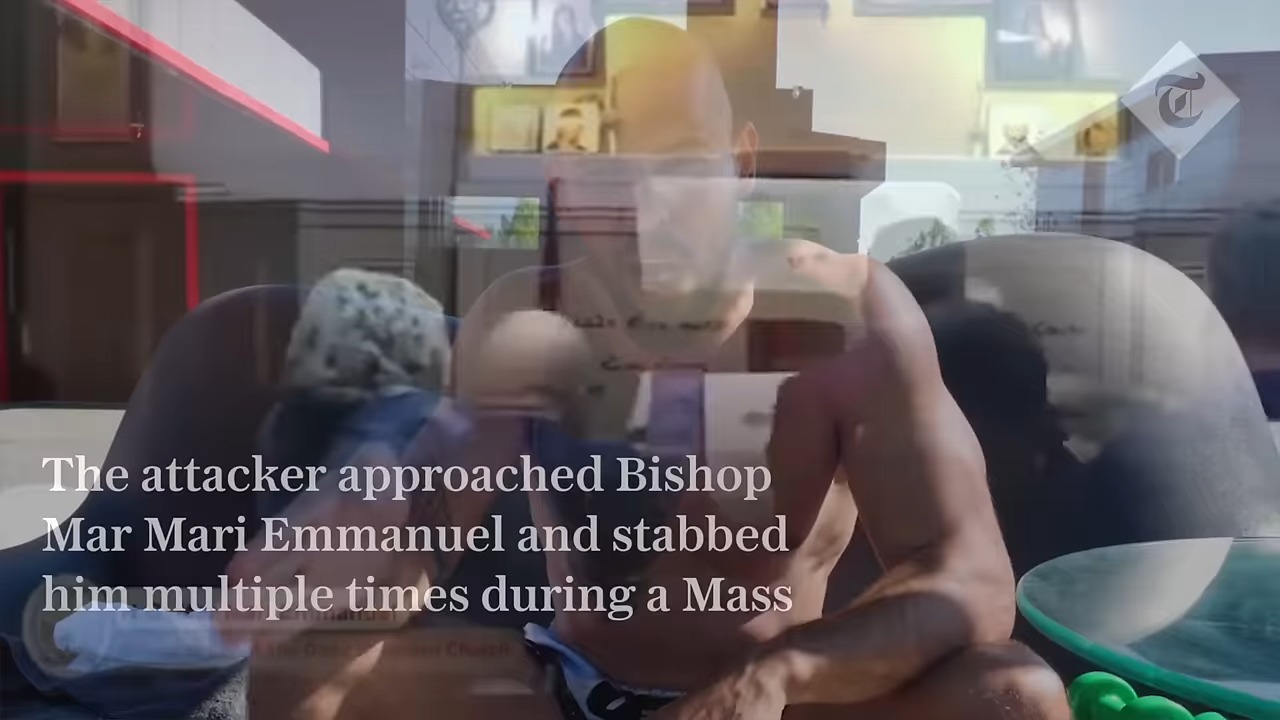 The attacker approached Bishop
Mar Mari Emmanuel and stabbed
him multiple times during a Mass